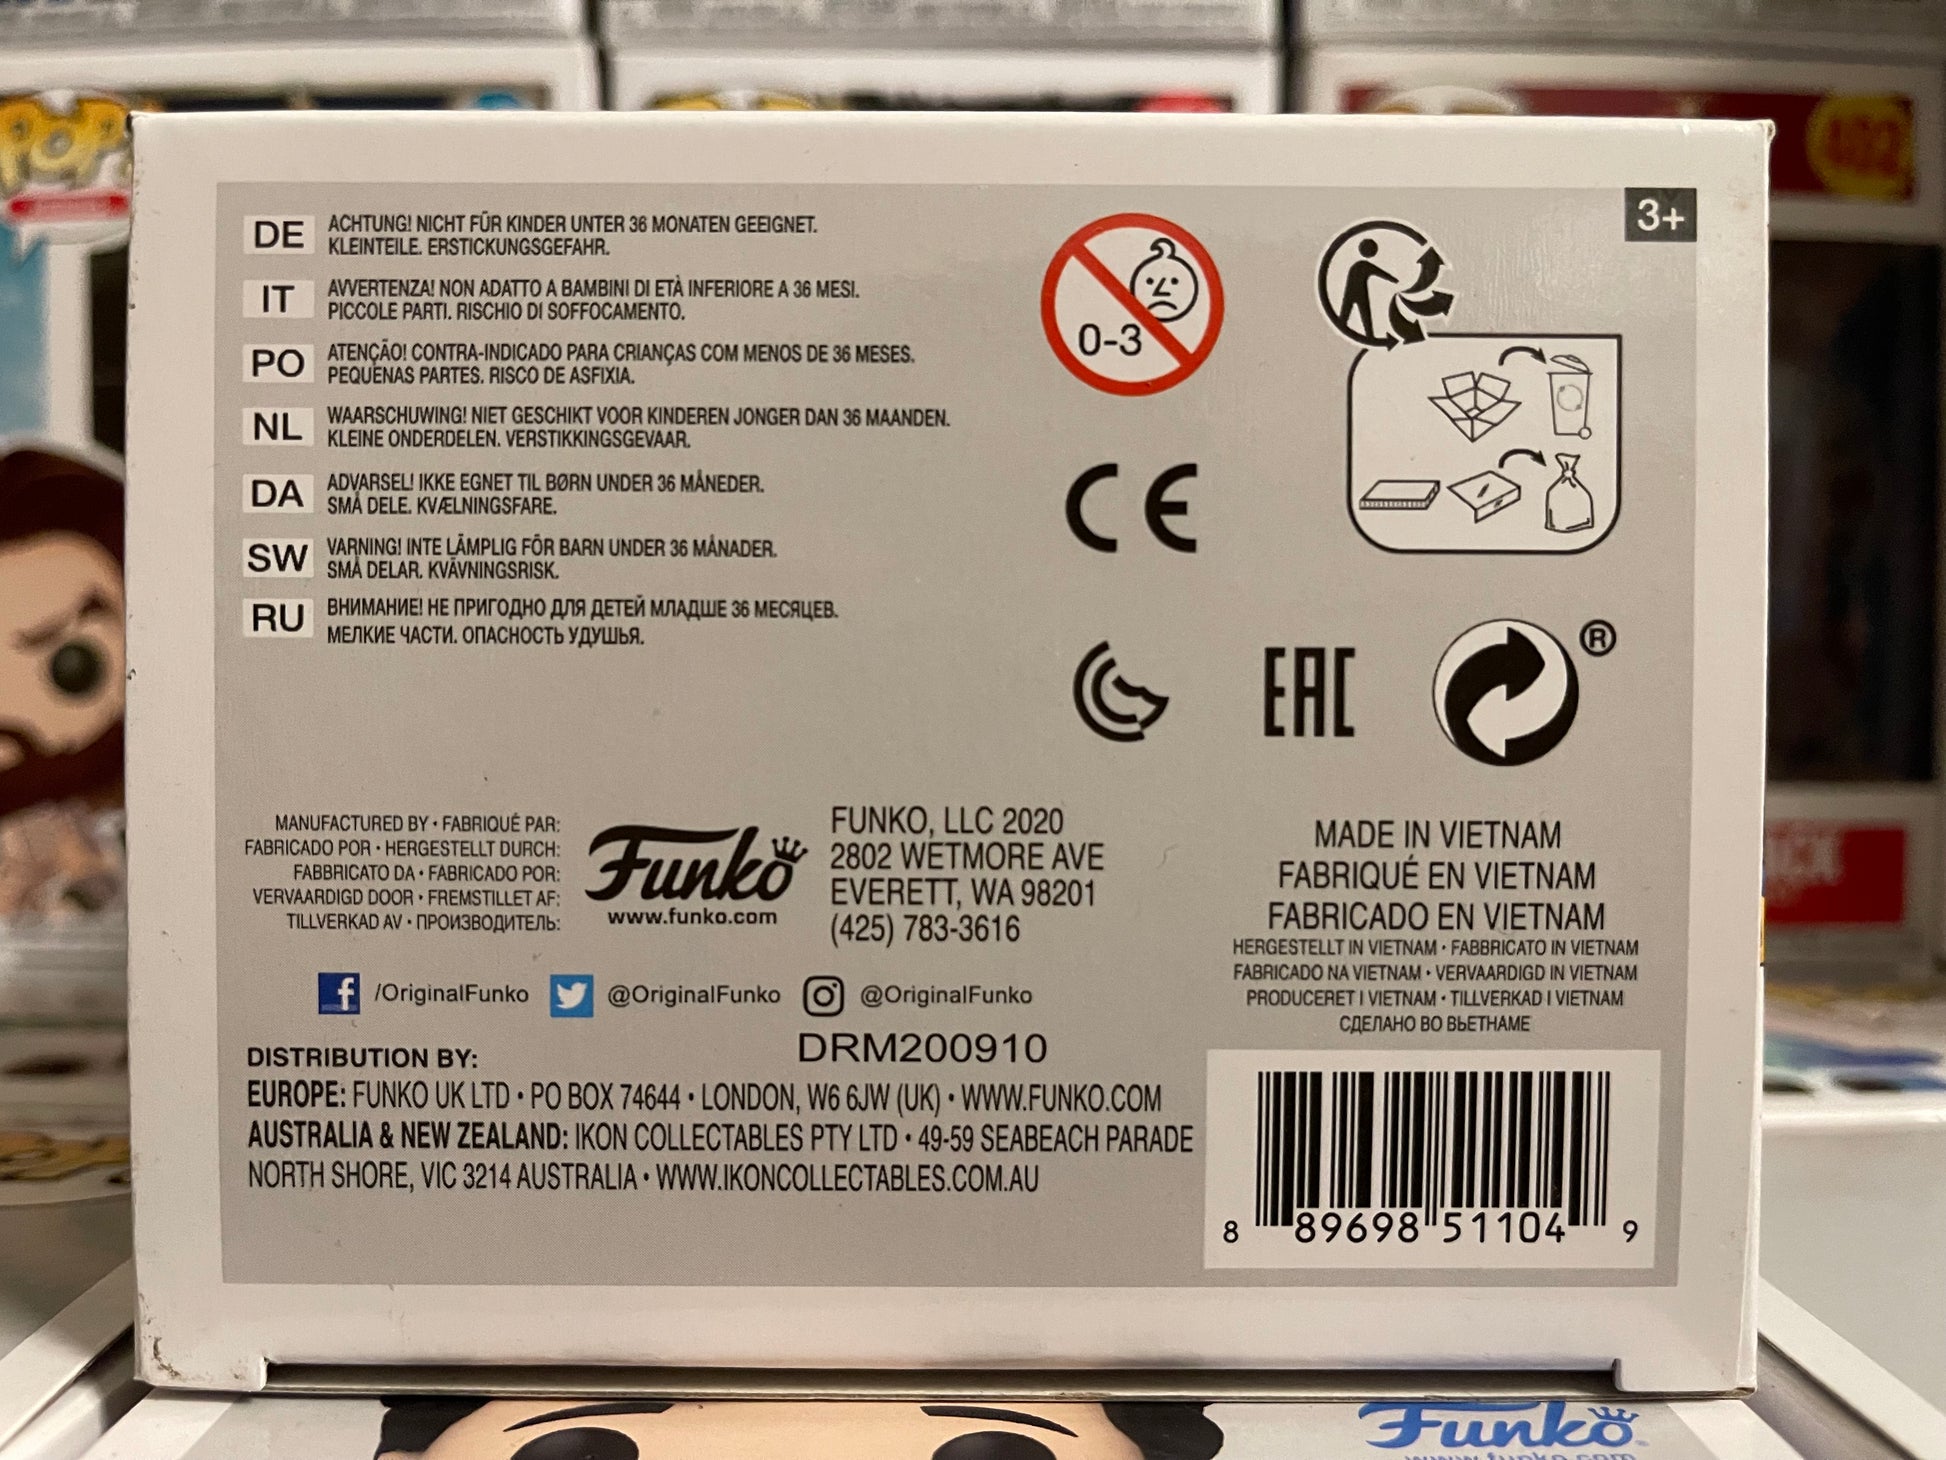 POP!
402
3+
DE ACHTUNG! NICHT FÜR KINDER UNTER 36 MONATEN GEEIGNET.
KLEINTEILE. ERSTICKUNGSGEFAHR.
IT AVVERTENZA! NON ADATTO A BAMBINI DI ETÀ INFERIORE A 36 MESI.
PICCOLE PARTI. RISCHIO DI SOFFOCAMENTO.
PO ATENÇÃO! CONTRA-INDICADO PARA CRIANÇAS COM MENOS DE 36 MESES.
PEQUENAS PARTES. RISCO DE ASFIXIA.
NL WAARSCHUWING! NIET GESCHIKT VOOR KINDEREN JONGER DAN 36 MAANDEN.
KLEINE ONDERDELEN. VERSTIKKINGSGEVAAR.
DA ADVARSEL! IKKE EGNET TIL BØRN UNDER 36 MÅNEDER.
SMÅ DELE. KVÆLNINGSFARE.
SW VARNING! INTE LÄMPLIG FÖR BARN UNDER 36 MÅNADER.
SMÅ DELAR. KVÄVNINGSRISK.
RU ВНИМАНИЕ! НЕ ПРИГОДНО ДЛЯ ДЕТЕЙ МЛАДШЕ 36 МЕСЯЦЕВ.
МЕЛКИЕ ЧАСТИ. ОПАСНОСТЬ УДУШЬЯ.
0-3
CE
EAC
®
MANUFACTURED BY • FABRIQUÉ PAR:
FABRICADO POR • HERGESTELLT DURCH:
FABBRICATO DA • FABRICADO POR:
VERVAARDIGD DOOR • FREMSTILLET AF:
TILLVERKAD AV • ПРОИЗВОДИТЕЛЬ:
Funko
www.funko.com
FUNKO, LLC 2020
2802 WETMORE AVE
EVERETT, WA 98201
(425) 783-3616
MADE IN VIETNAM
FABRIQUÉ EN VIETNAM
FABRICADO EN VIETNAM
HERGESTELLT IN VIETNAM • FABBRICATO IN VIETNAM
FABRICADO NA VIETNAM • VERVAARDIGD IN VIETNAM
PRODUCERET I VIETNAM • TILLVERKAD I VIETNAM
СДЕЛАНО ВО ВЬЕТНАМЕ
f /OriginalFunko @OriginalFunko @OriginalFunko
DRM200910
DISTRIBUTION BY:
EUROPE: FUNKO UK LTD • PO BOX 74644 • LONDON, W6 6JW (UK) • WWW.FUNKO.COM
AUSTRALIA & NEW ZEALAND: IKON COLLECTABLES PTY LTD • 49-59 SEABEACH PARADE
NORTH SHORE, VIC 3214 AUSTRALIA • WWW.IKONCOLLECTABLES.COM.AU
8 89698 51104 9
Funko
www.funko.com